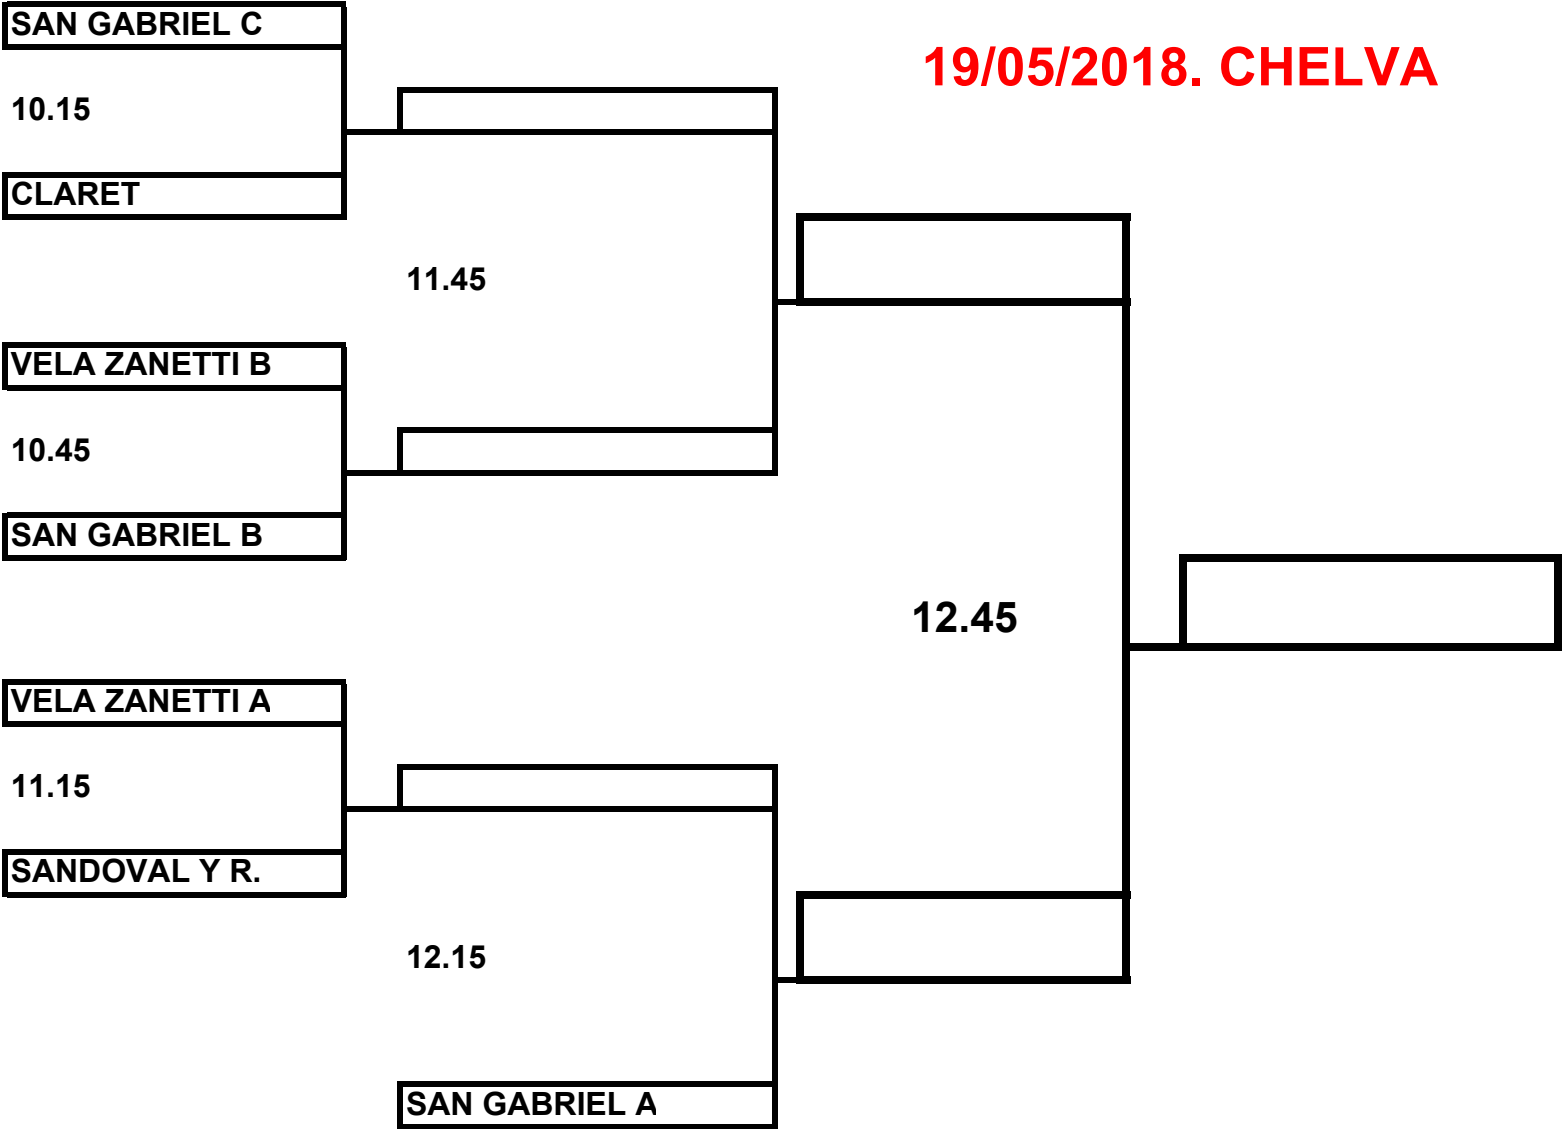 SAN GABRIEL C
19/05/2018. CHELVA
10.15
CLARET
11.45
VELA ZANETTI B
10.45
SAN GABRIEL B
12.45
VELA ZANETTI A
11.15
SANDOVAL Y R.
12.15
SAN GABRIEL A